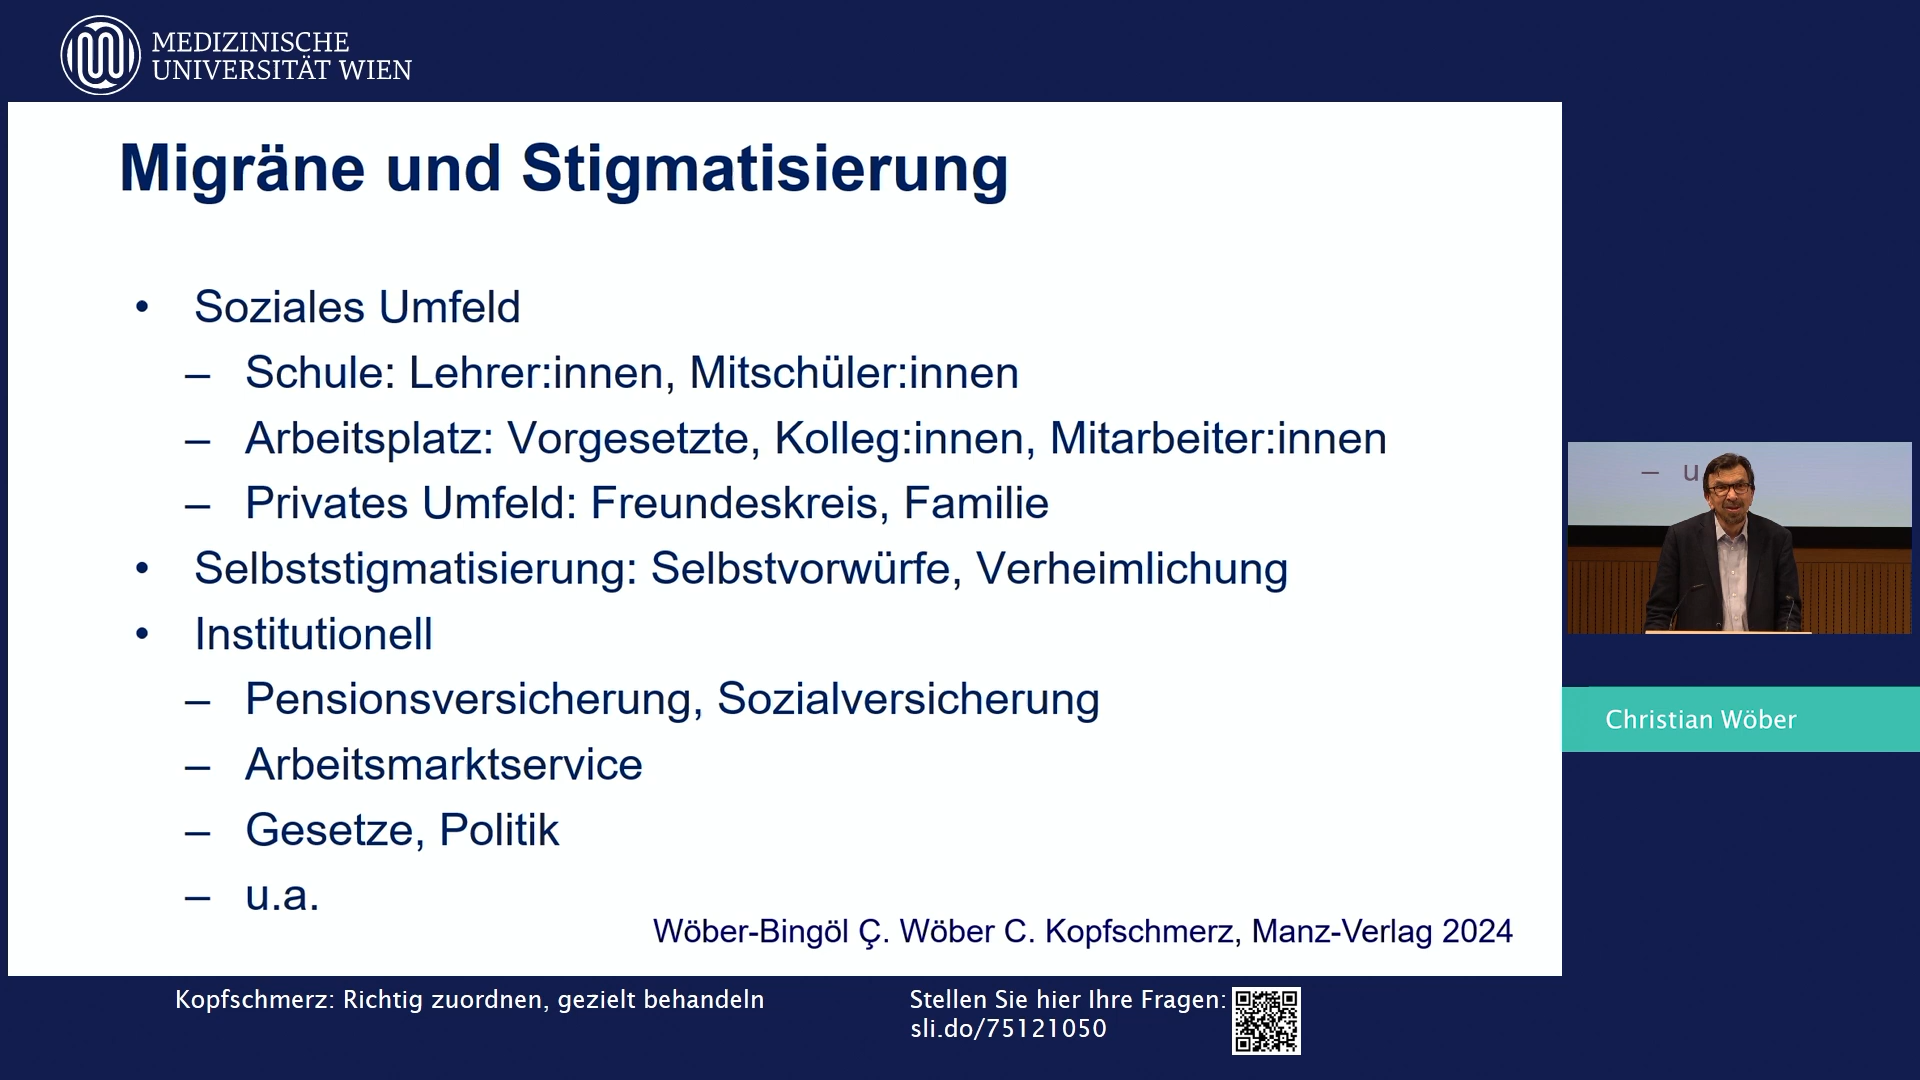 MEDIZINISCHE
UNIVERSITÄT WIEN
Migräne und Stigmatisierung
• Soziales Umfeld
– Schule: Lehrer:innen, Mitschüler:innen
– Arbeitsplatz: Vorgesetzte, Kolleg:innen, Mitarbeiter:innen
– Privates Umfeld: Freundeskreis, Familie
• Selbststigmatisierung: Selbstvorwürfe, Verheimlichung
• Institutionell
– Pensionsversicherung, Sozialversicherung
– Arbeitsmarktservice
– Gesetze, Politik
– u.a.
Wöber-Bingöl Ç. Wöber C. Kopfschmerz, Manz-Verlag 2024
– u.
Christian Wöber
Kopfschmerz: Richtig zuordnen, gezielt behandeln
Stellen Sie hier Ihre Fragen:
sli.do/75121050